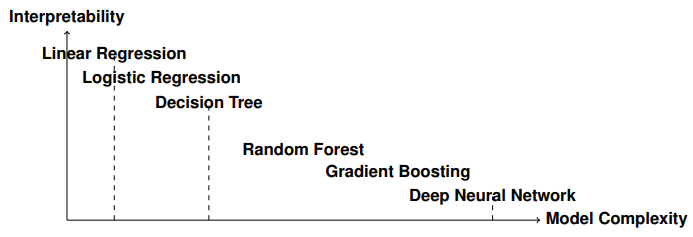 Interpretability
Linear Regression
Logistic Regression
Decision Tree
Random Forest
Gradient Boosting
Deep Neural Network
Model Complexity